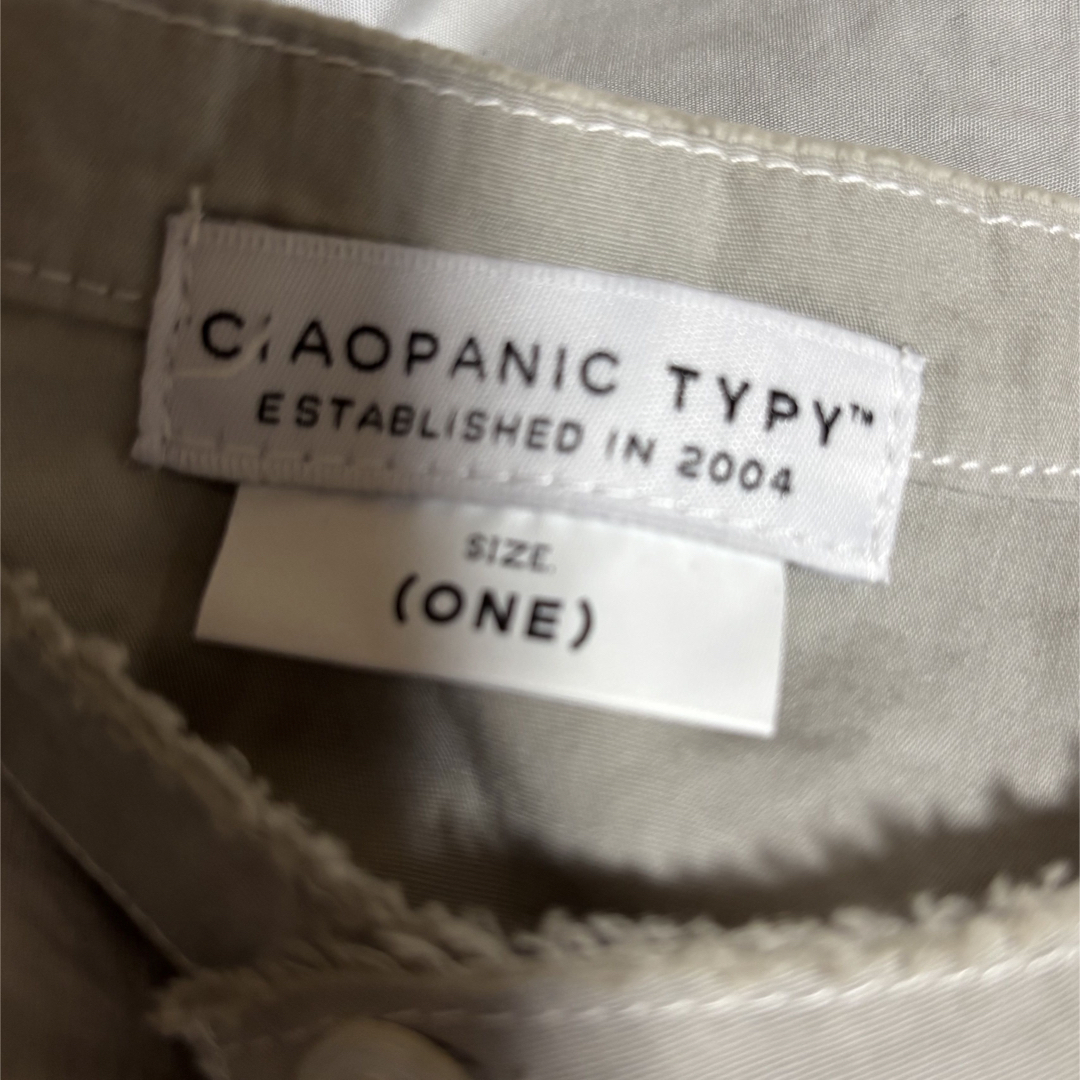 CIAOPANIC TYPY™
ESTABLISHED IN 2004
SIZE.
(ONE)